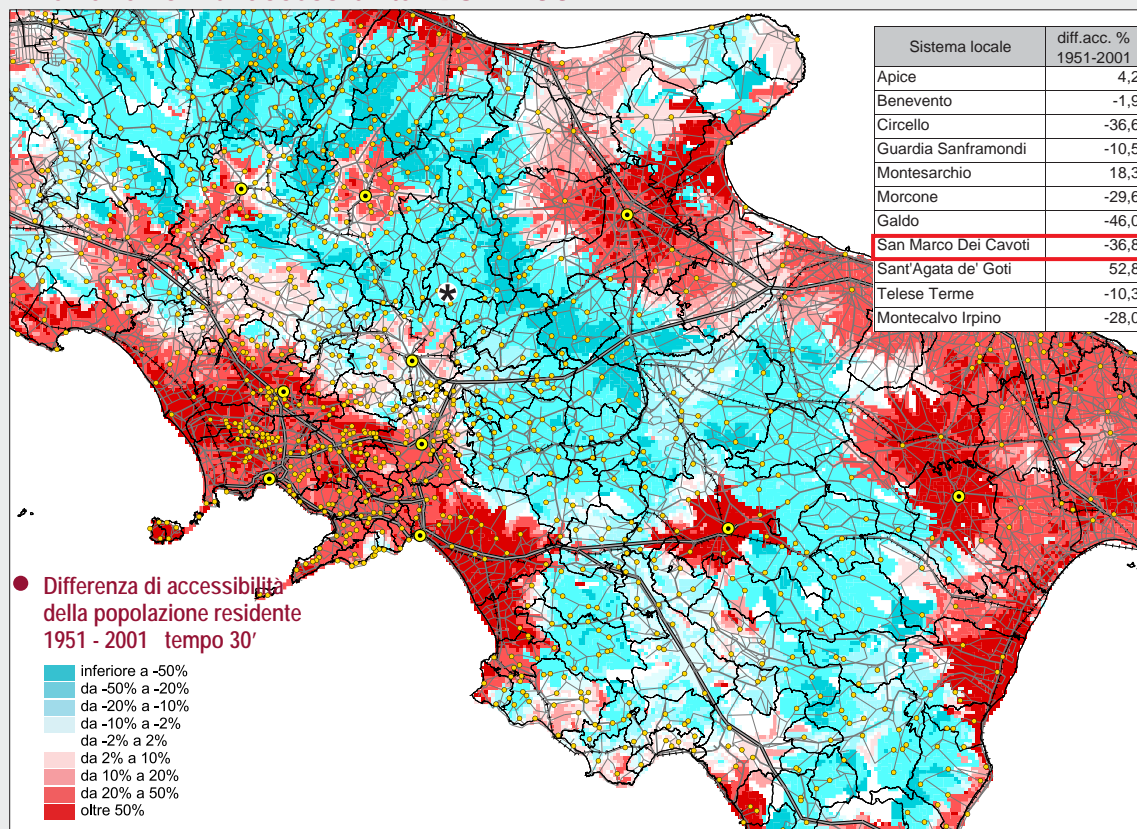 Sistema locale
diff.acc. %
1951-2001
Apice 4,2
Benevento -1,9
Circello -36,6
Guardia Sanframondi -10,5
Montesarchio 18,3
Morcone -29,6
Galdo -46,0
San Marco Dei Cavoti -36,8
Sant'Agata de' Goti 52,8
Telese Terme -10,3
Montecalvo Irpino -28,0
*
● Differenza di accessibilità
della popolazione residente
1951 - 2001 tempo 30'
inferiore a -50%
da -50% a -20%
da -20% a -10%
da -10% a -2%
da -2% a 2%
da 2% a 10%
da 10% a 20%
da 20% a 50%
oltre 50%